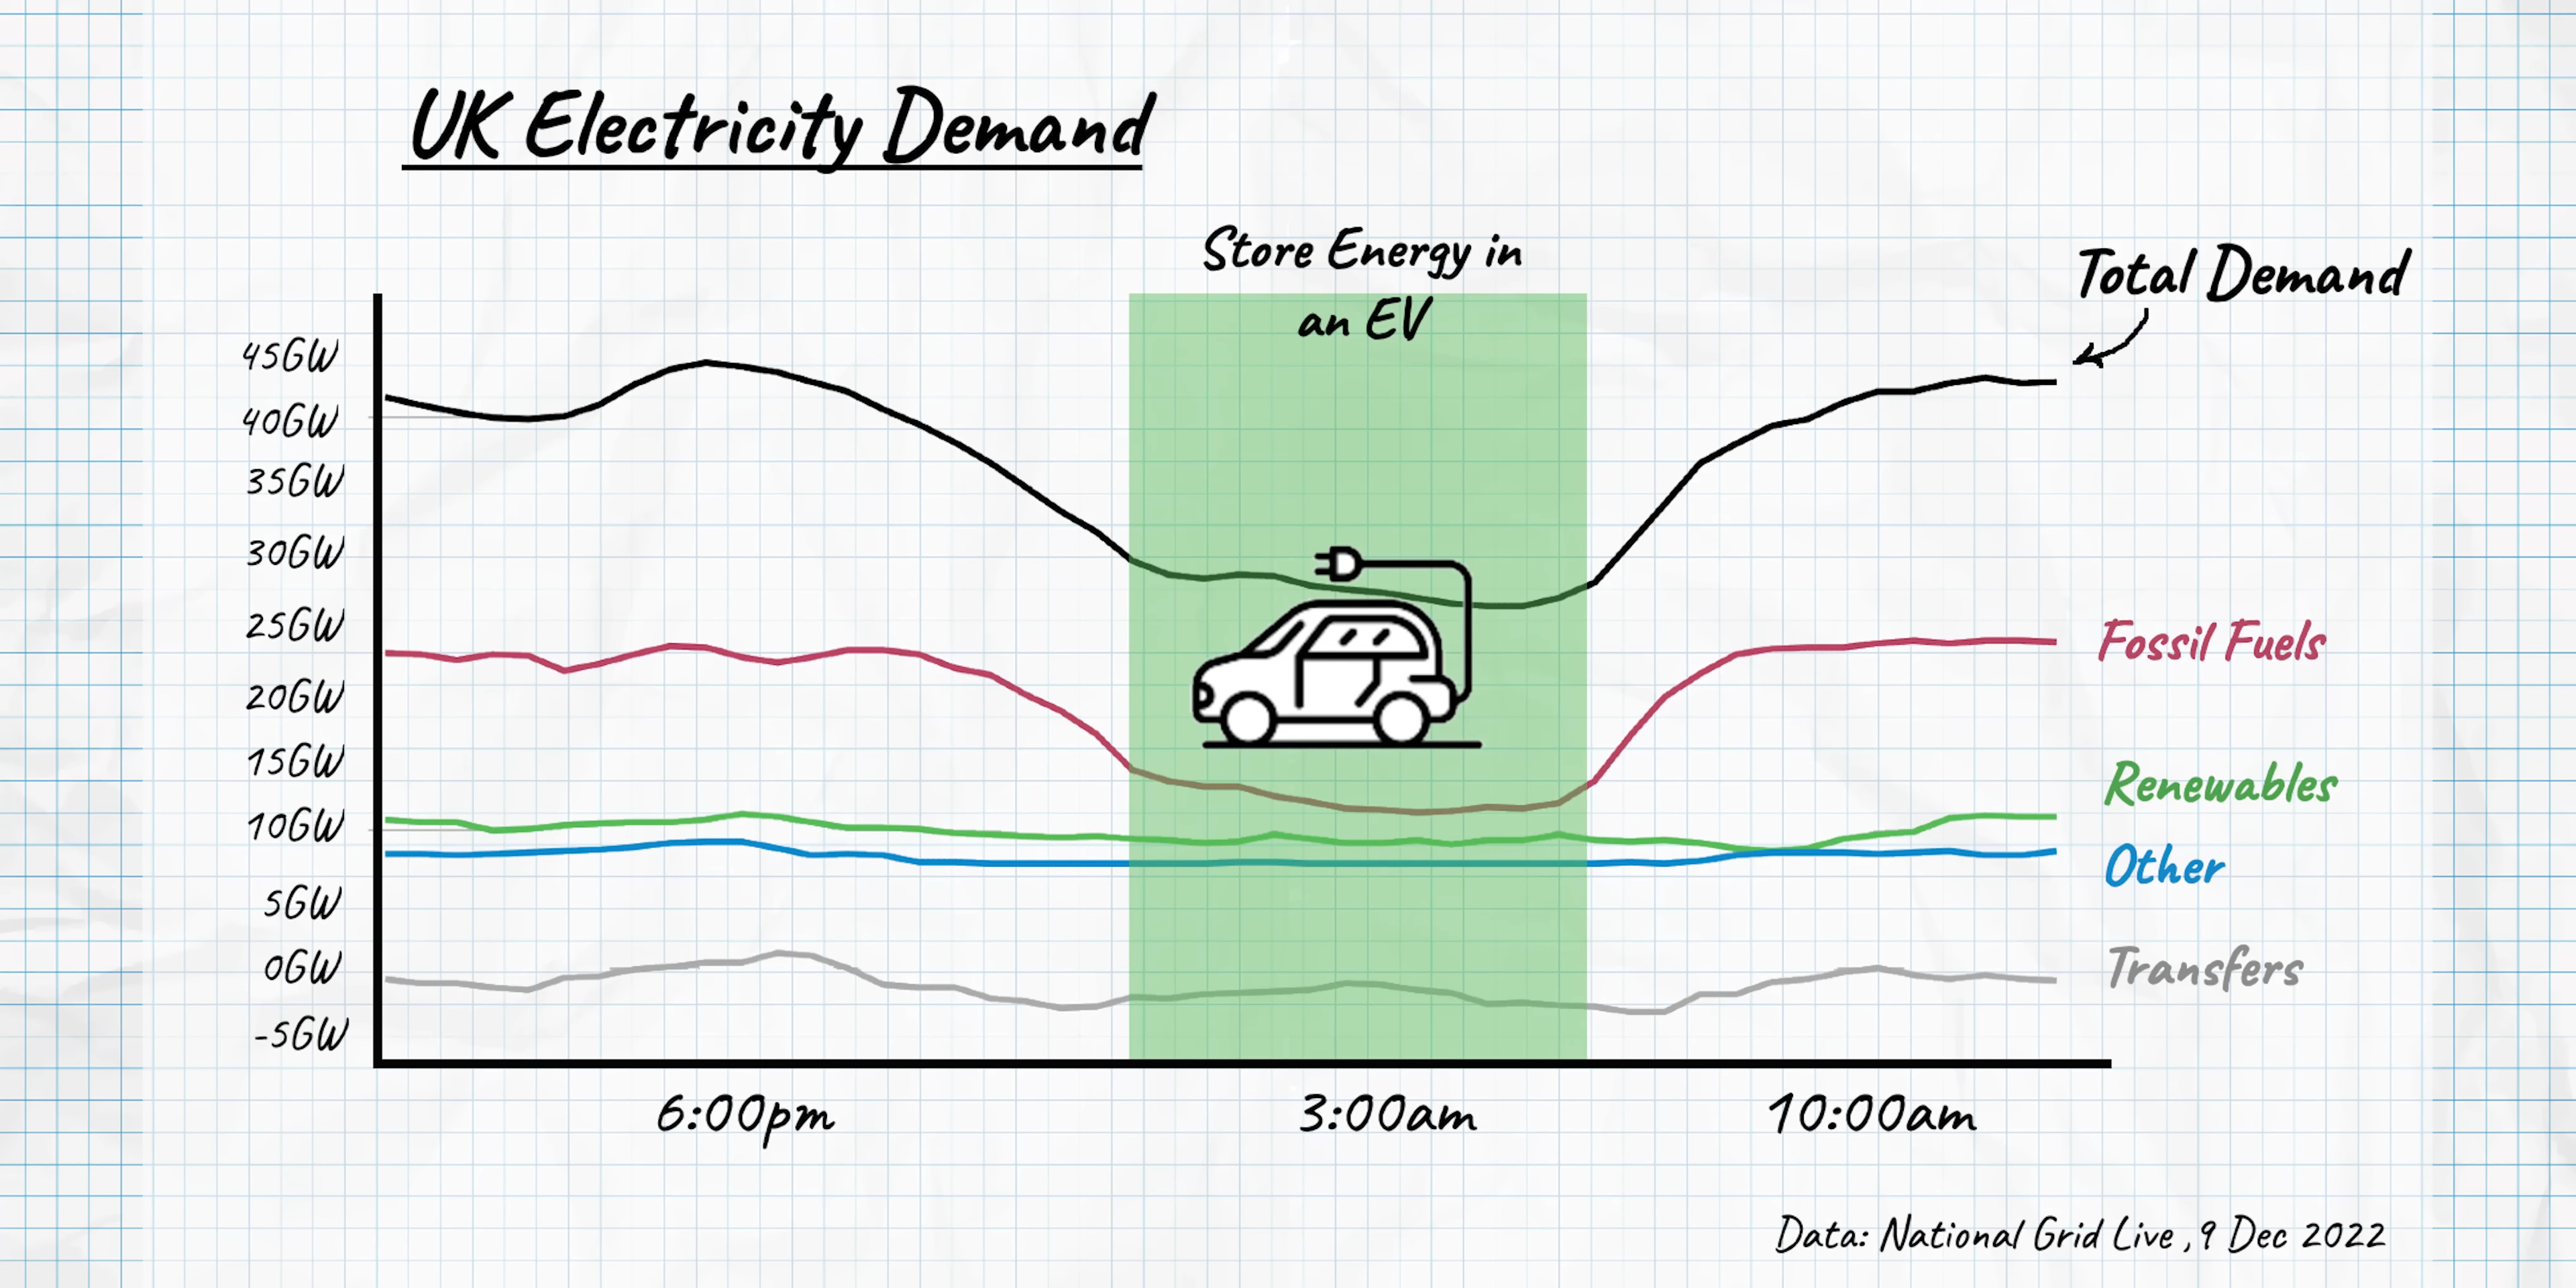 UK Electricity Demand
Store Energy in
an EV
Total Demand
45GW
40GW
35GW
30GW
25GW
20GW
15GW
10GW
5GW
0GW
-5GW
Fossil Fuels
Renewables
Other
Transfers
6:00pm
3:00am
10:00am
Data: National Grid Live , 9 Dec 2022